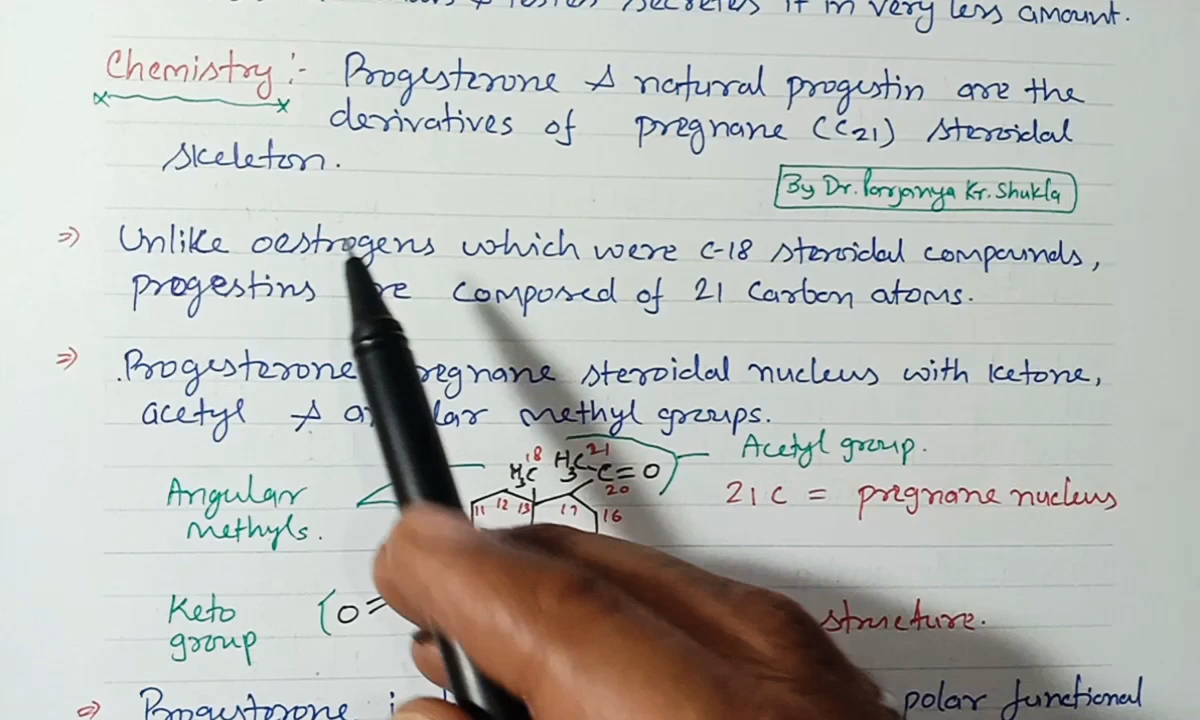 secretes it in very less amount.
Chemistry :- Progesterone & natural progestin are the
derivatives of pregnane (C21) steroidal
skeleton.
By Dr. Parjanya Kr. Shukla
⇒ Unlike oestrogens which were C-18 steroidal compounds,
progestins are composed of 21 Carbon atoms.
⇒ Progesterone pregnane steroidal nucleus with ketone,
acetyl & methyl groups.
Acetyl group.
18 H3C H3C 21 C=O 20
Angular
methyls.
11 12 13 17 16
21 C = pregnane nucleus
Keto
group
(O=
structure.
⇒ Progesterone polar functional